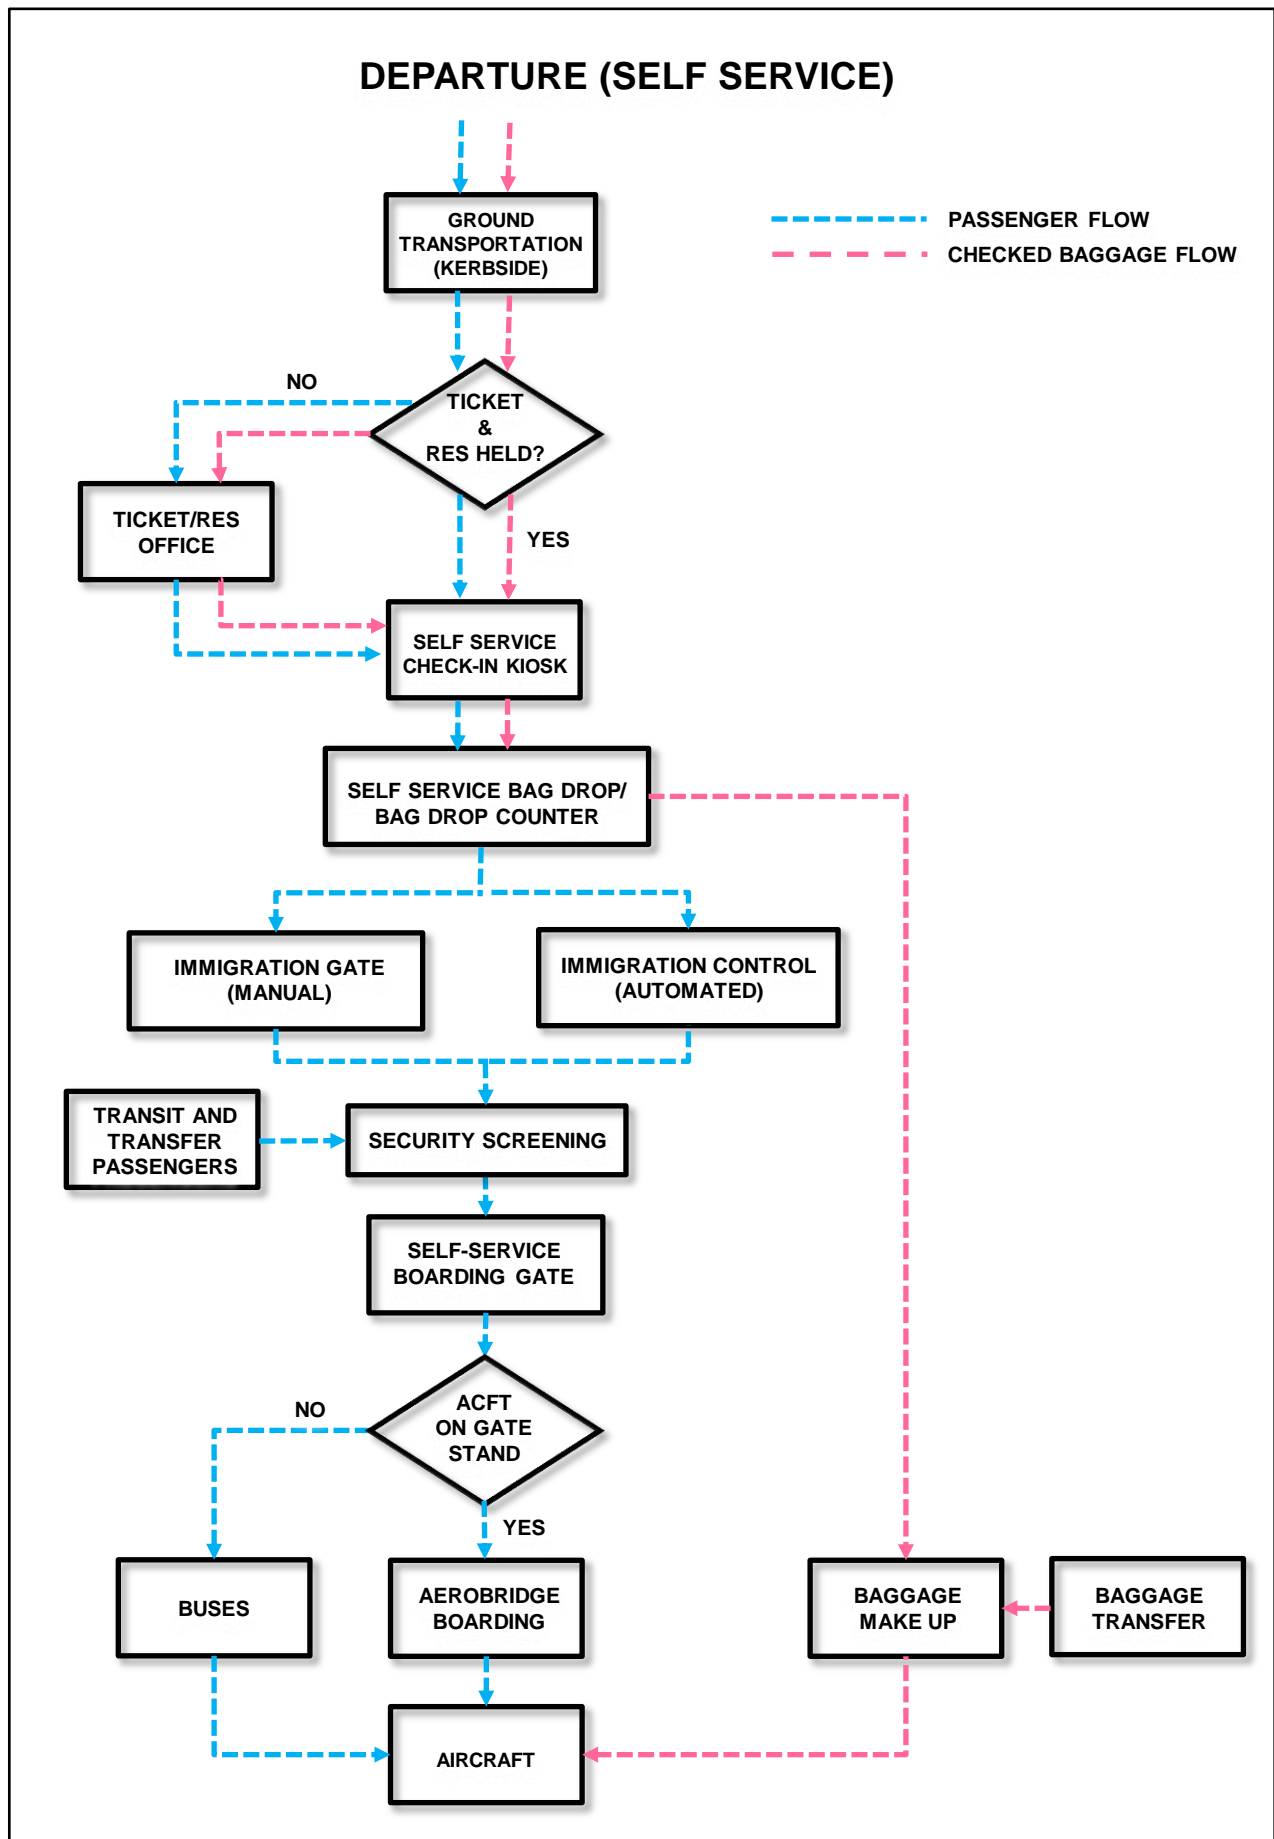 DEPARTURE (SELF SERVICE)
GROUND
TRANSPORTATION
(KERBSIDE)
PASSENGER FLOW
CHECKED BAGGAGE FLOW
NO
TICKET
&
RES HELD?
TICKET/RES
OFFICE
YES
SELF SERVICE
CHECK-IN KIOSK
SELF SERVICE BAG DROP/
BAG DROP COUNTER
IMMIGRATION GATE
(MANUAL)
IMMIGRATION CONTROL
(AUTOMATED)
TRANSIT AND
TRANSFER
PASSENGERS
SECURITY SCREENING
SELF-SERVICE
BOARDING GATE
NO
ACFT
ON GATE
STAND
YES
BUSES
AEROBRIDGE
BOARDING
BAGGAGE
MAKE UP
BAGGAGE
TRANSFER
AIRCRAFT